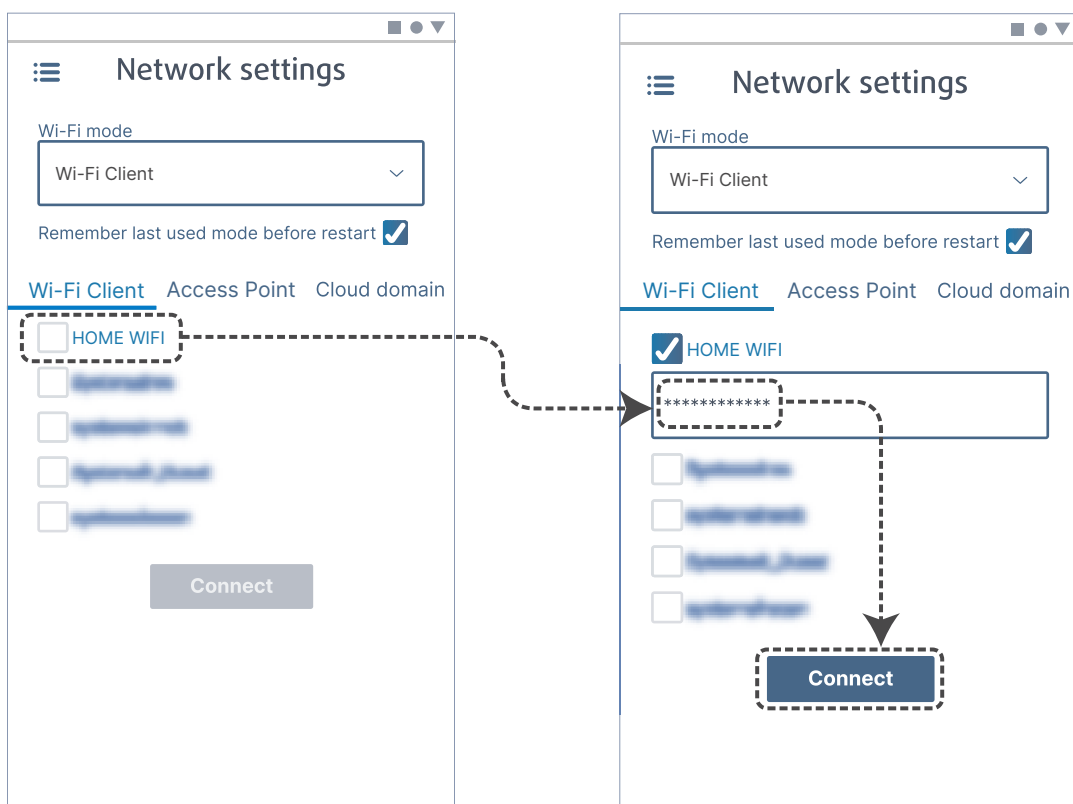 Network settings
Wi-Fi mode
Wi-Fi Client
Remember last used mode before restart
Wi-Fi Client Access Point Cloud domain
HOME WIFI
Connect
Network settings
Wi-Fi mode
Wi-Fi Client
Remember last used mode before restart
Wi-Fi Client Access Point Cloud domain
HOME WIFI
************
Connect